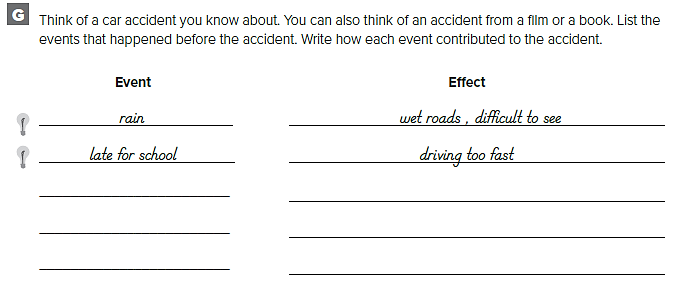 G Think of a car accident you know about. You can also think of an accident from a film or a book. List the
events that happened before the accident. Write how each event contributed to the accident.
Event Effect
rain wet roads , difficult to see
late for school driving too fast